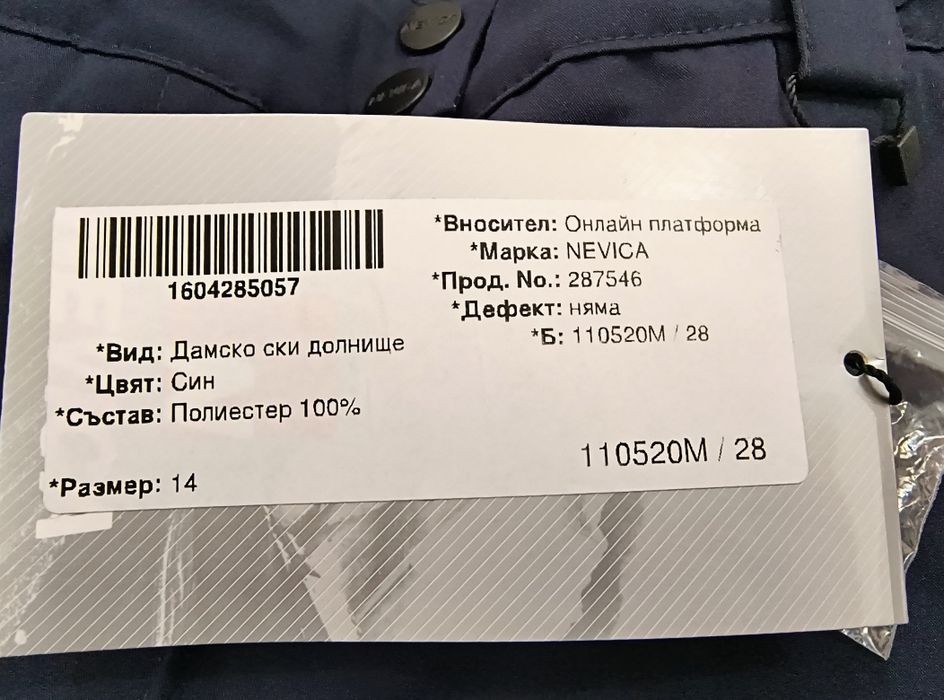 NEVICA
1604285057
*Вид: Дамско ски долнище
*Цвят: Син
*Състав: Полиестер 100%
*Размер: 14
*Вносител: Онлайн платформа
*Марка: NEVICA
*Прод. No.: 287546
*Дефект: няма
*Б: 110520M / 28
110520M / 28